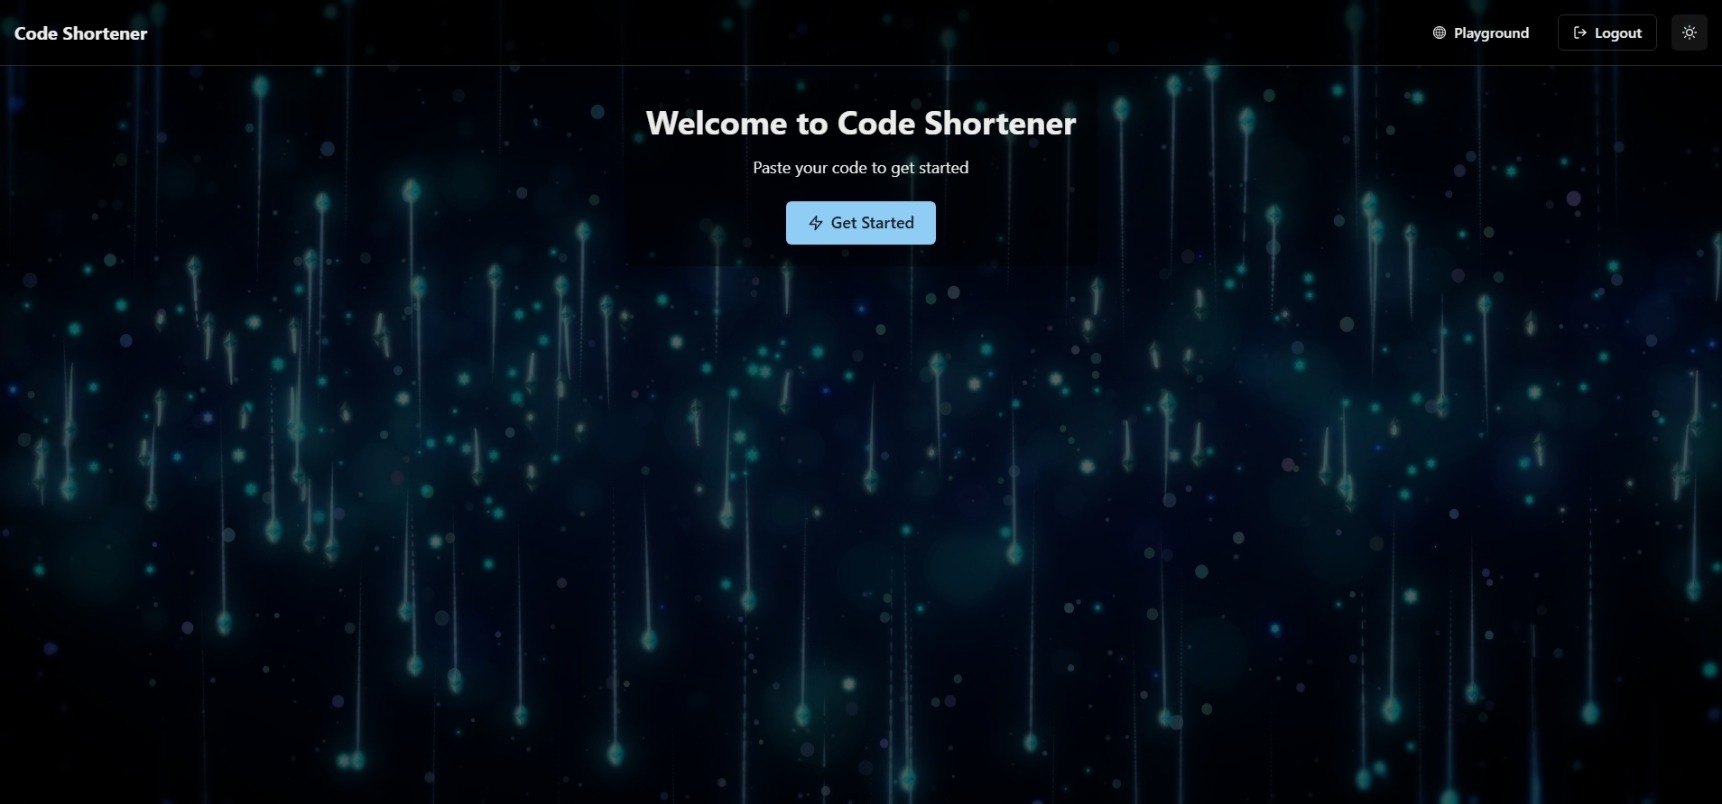 Code Shortener
Playground
Logout
Welcome to Code Shortener
Paste your code to get started
Get Started